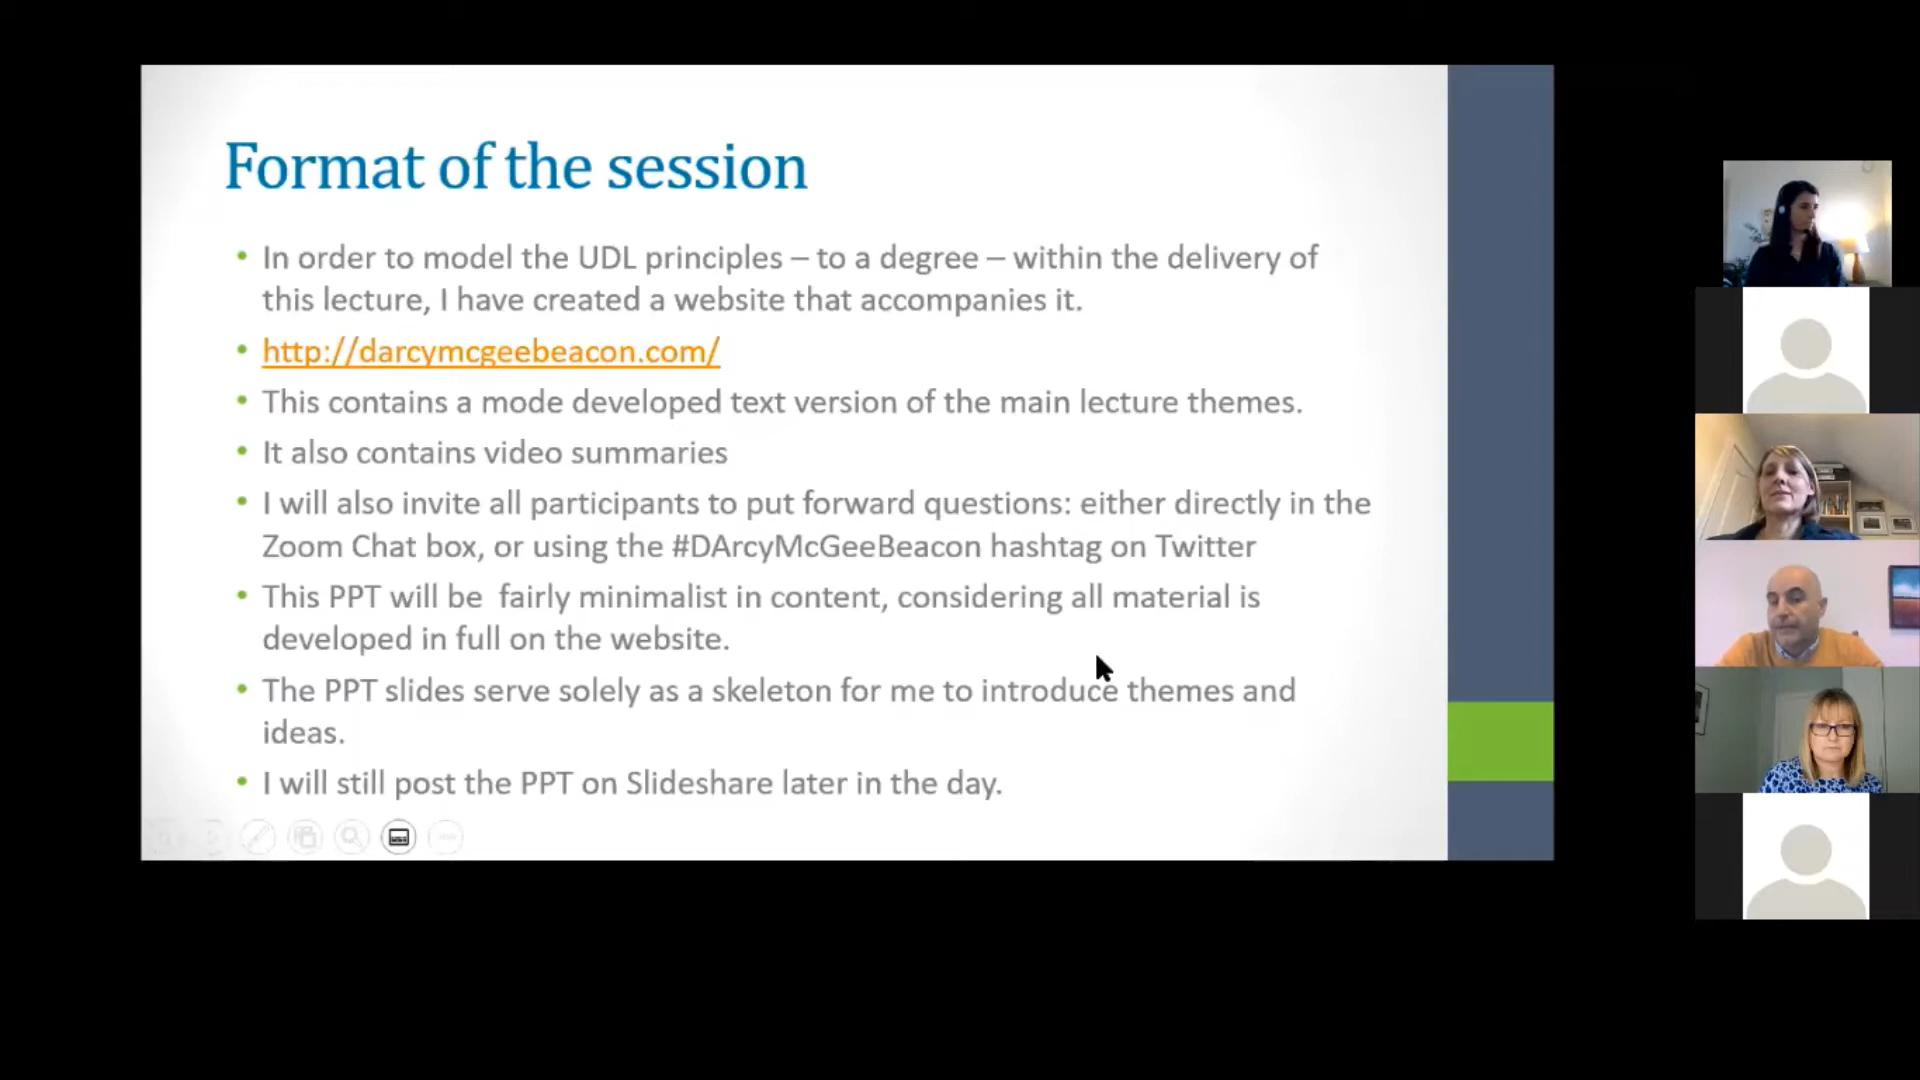 Format of the session
• In order to model the UDL principles – to a degree – within the delivery of
this lecture, I have created a website that accompanies it.
• http://darcymcgeebeacon.com/
• This contains a mode developed text version of the main lecture themes.
• It also contains video summaries
• I will also invite all participants to put forward questions: either directly in the
Zoom Chat box, or using the #DArcyMcGeeBeacon hashtag on Twitter
• This PPT will be  fairly minimalist in content, considering all material is
developed in full on the website.
• The PPT slides serve solely as a skeleton for me to introduce themes and
ideas.
• I will still post the PPT on Slideshare later in the day.